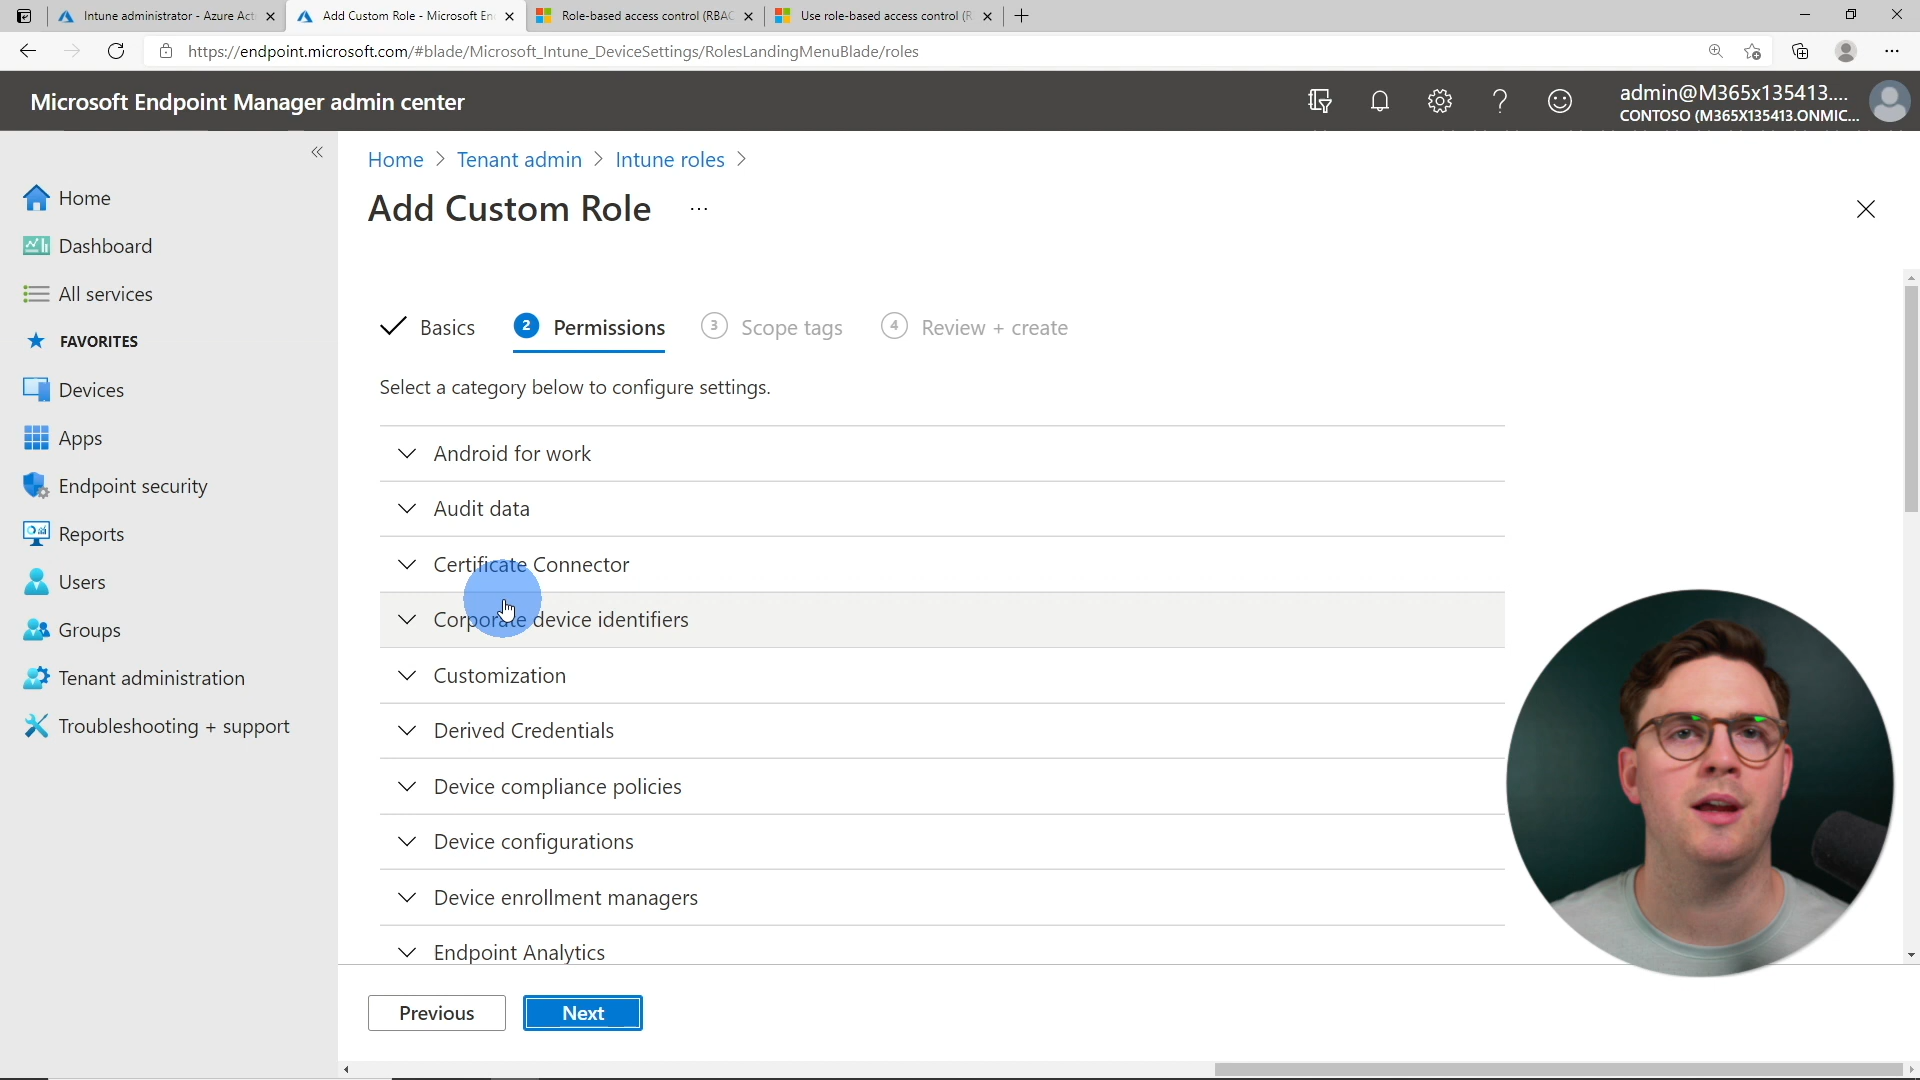 Intune administrator - Azure Act
Add Custom Role - Microsoft En
Role-based access control (RBAC
Use role-based access control (R
https://endpoint.microsoft.com/#blade/Microsoft_Intune_DeviceSettings/RolesLandingMenuBlade/roles
Microsoft Endpoint Manager admin center
admin@M365x135413....
CONTOSO (M365X135413.ONMIC...
Home > Tenant admin > Intune roles >
Add Custom Role ...
Home
Dashboard
All services
FAVORITES
Devices
Apps
Endpoint security
Reports
Users
Groups
Tenant administration
Troubleshooting + support
Basics
2 Permissions
3 Scope tags
4 Review + create
Select a category below to configure settings.
Android for work
Audit data
Certificate Connector
Corporate device identifiers
Customization
Derived Credentials
Device compliance policies
Device configurations
Device enrollment managers
Endpoint Analytics
Previous
Next